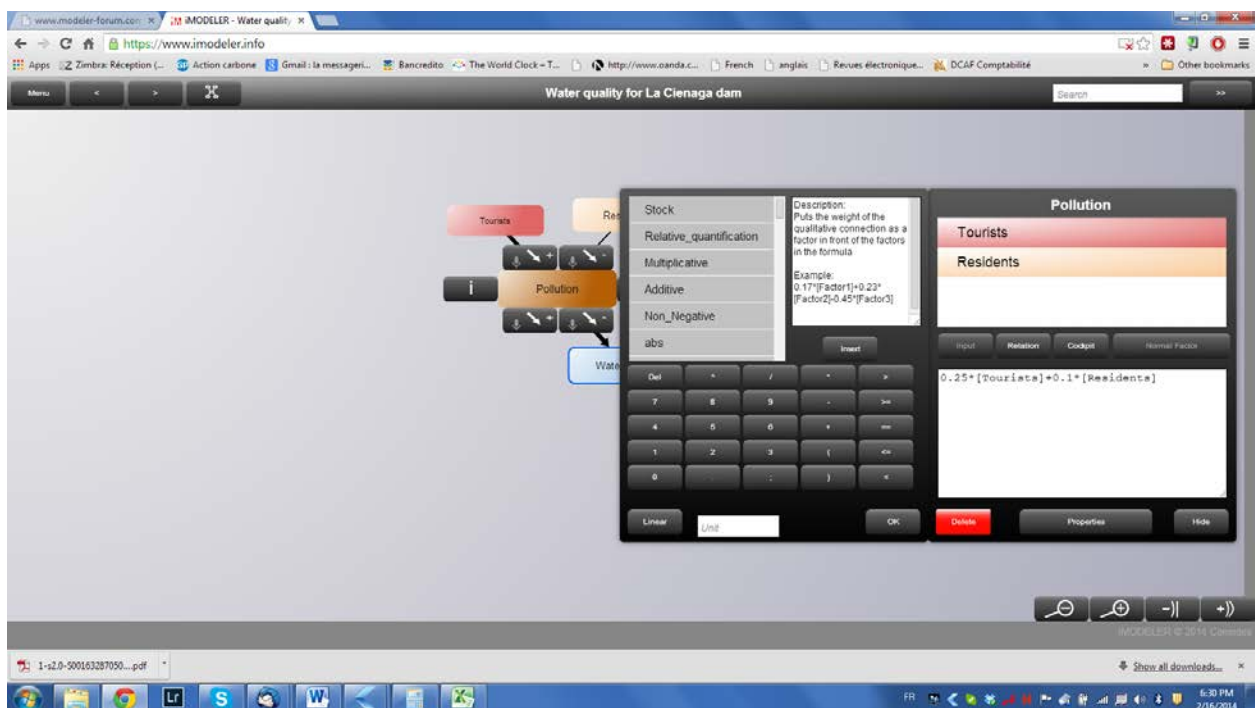 www.modeler-forum.com
iMODELER - Water quality
https://www.imodeler.info
Apps
Zimbra: Réception (...
Action carbone
Gmail : la messageri...
Bancredito
The World Clock – T...
http://www.oanda.c...
French
anglais
Revues électronique...
DCAF Comptabilité
»
Other bookmarks
Menu
<
>
Water quality for La Cienaga dam
Search
>>
Tourists
Res
i
Pollution
Wate
+
-
+
-
Stock
Relative_quantification
Multiplicative
Additive
Non_Negative
abs
Description:
Puts the weight of the
qualitative connection as a
factor in front of the factors
in the formula
Example:
0.17*[Factor1]+0.23*
[Factor2]-0.45*[Factor3]
Insert
Del ^ / * >
7 8 9 - >=
4 5 6 + ==
1 2 3 ( <=
0 . ; ) <
Linear
Unit
OK
Pollution
Tourists
Residents
Input
Relation
Cockpit
Normal Factor
0.25*[Tourists]+0.1*[Residents]
Delete
Properties
Hide
-)|
+))
iMODELER © 2014 Consideo
1-s2.0-S00163287050....pdf
Show all downloads...
Lr
S
W
FR
6:30 PM
2/16/2014